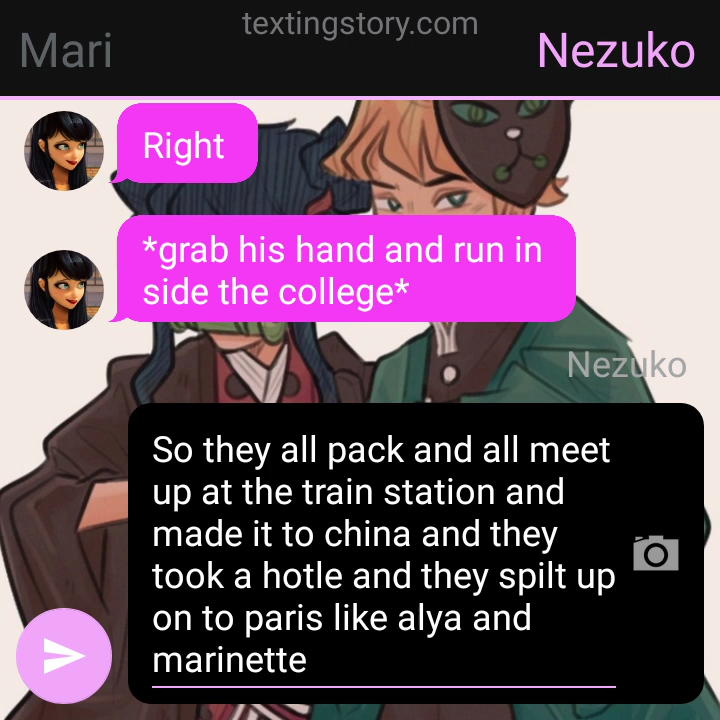 textingstory.com
Mari
Nezuko
Right
*grab his hand and run in
side the college*
Nezuko
So they all pack and all meet
up at the train station and
made it to china and they
took a hotle and they spilt up
on to paris like alya and
marinette